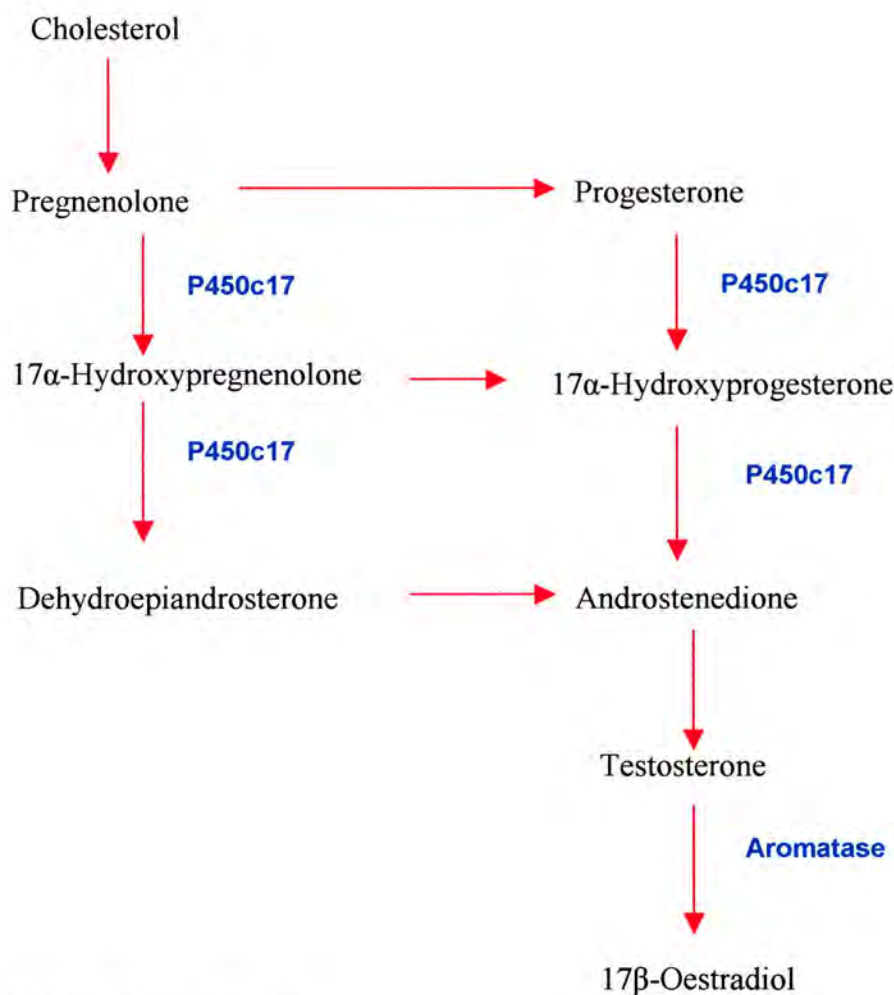 Cholesterol
Pregnenolone
Progesterone
P450c17
P450c17
17α-Hydroxypregnenolone
17α-Hydroxyprogesterone
P450c17
P450c17
Dehydroepiandrosterone
Androstenedione
Testosterone
Aromatase
17β-Oestradiol